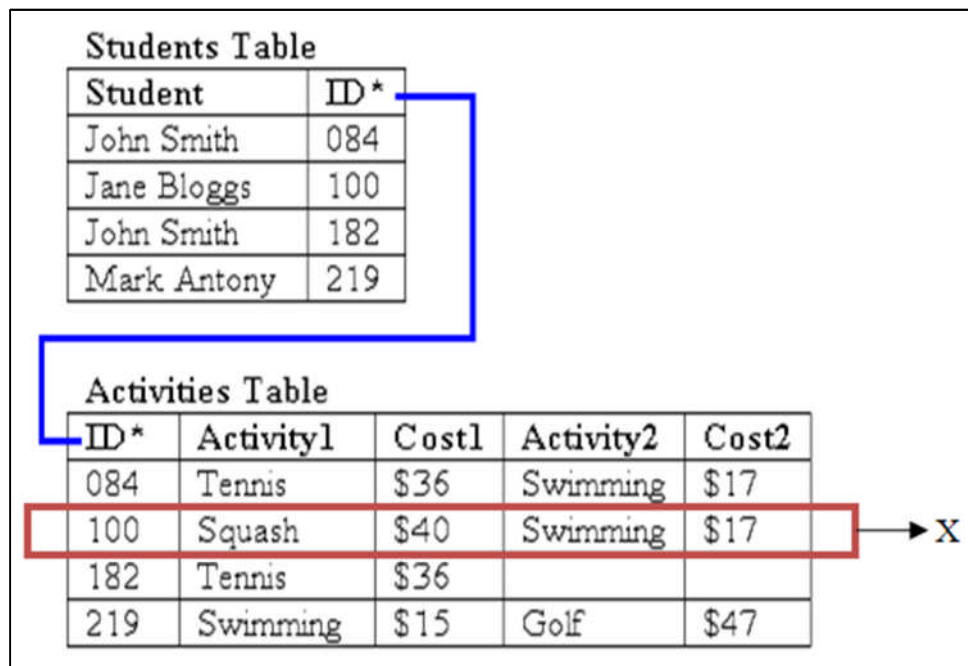 Students Table
Student ID*
John Smith 084
Jane Bloggs 100
John Smith 182
Mark Antony 219
Activities Table
ID* Activity1 Cost1 Activity2 Cost2
084 Tennis $36 Swimming $17
100 Squash $40 Swimming $17
X
182 Tennis $36
219 Swimming $15 Golf $47